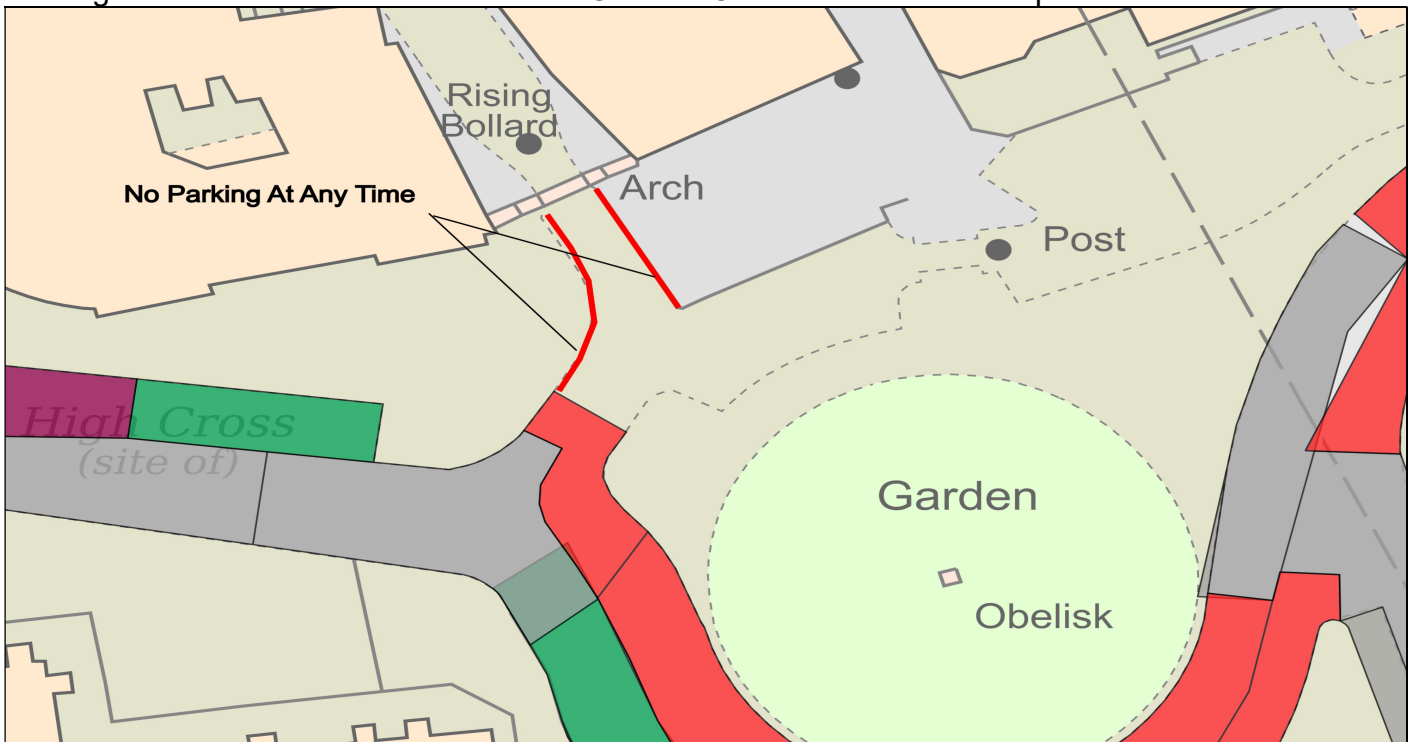 Rising
Bollard
No Parking At Any Time
Arch
Post
High Cross
(site of)
Garden
Obelisk